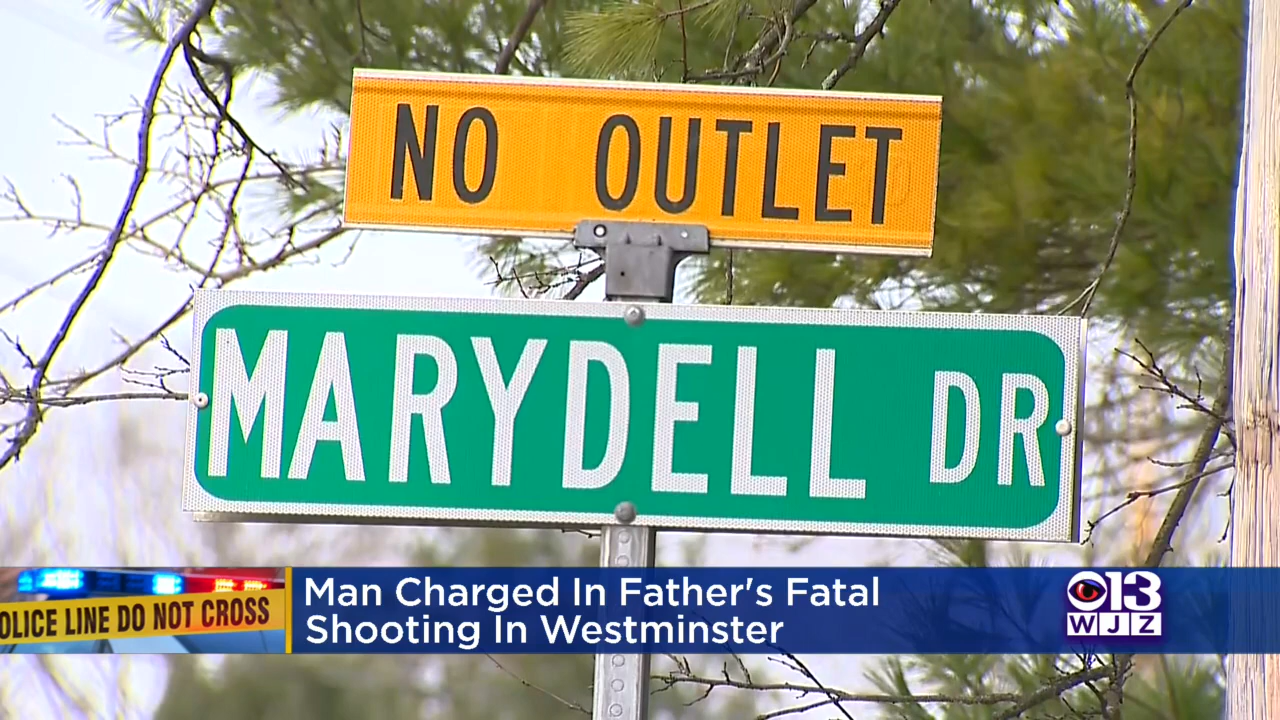 NO OUTLET
MARYDELL DR
OLICE LINE DO NOT CROSS
Man Charged In Father's Fatal
Shooting In Westminster
13
WJZ